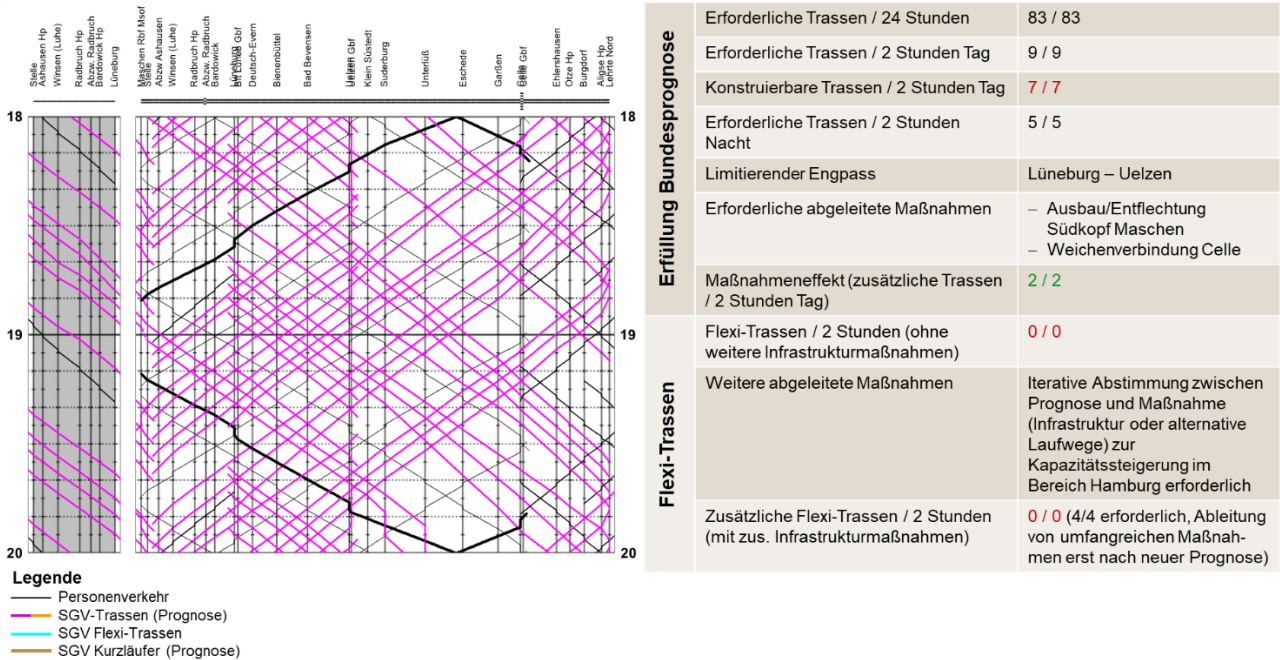 Stelle
Ashausen Hp
Winsen (Luhe)
Radbruch Hp
Abzw. Radbruch
Bardowick Hp
Lüneburg
Maschen Rbf Msof
Stelle
Abzw Ashausen
Winsen (Luhe)
Radbruch Hp
Abzw. Radbruch
Bardowick
Lüneburg
Deutsch-Evern
Bienenbüttel
Bad Bevensen
Uelzen Gbf
Klein Süstedt
Suderburg
Unterlüß
Eschede
Garßen
Celle
Celle Gbf
Ehlershausen
Otze Hp
Burgdorf
Aligse Hp
Lehrte Nord
18
18
19
19
20
20
Legende
Personenverkehr
SGV-Trassen (Prognose)
SGV Flexi-Trassen
SGV Kurzläufer (Prognose)
Erfüllung Bundesprognose
Erforderliche Trassen / 24 Stunden
83 / 83
Erforderliche Trassen / 2 Stunden Tag
9 / 9
Konstruierbare Trassen / 2 Stunden Tag
7 / 7
Erforderliche Trassen / 2 Stunden
Nacht
5 / 5
Limitierender Engpass
Lüneburg – Uelzen
Erforderliche abgeleitete Maßnahmen
– Ausbau/Entflechtung
Südkopf Maschen
– Weichenverbindung Celle
Maßnahmeneffekt (zusätzliche Trassen
/ 2 Stunden Tag)
2 / 2
Flexi-Trassen
Flexi-Trassen / 2 Stunden (ohne
weitere Infrastrukturmaßnahmen)
0 / 0
Weitere abgeleitete Maßnahmen
Iterative Abstimmung zwischen
Prognose und Maßnahme
(Infrastruktur oder alternative
Laufwege) zur
Kapazitätssteigerung im
Bereich Hamburg erforderlich
Zusätzliche Flexi-Trassen / 2 Stunden
(mit zus. Infrastrukturmaßnahmen)
0 / 0 (4/4 erforderlich, Ableitung
von umfangreichen Maßnah-
men erst nach neuer Prognose)